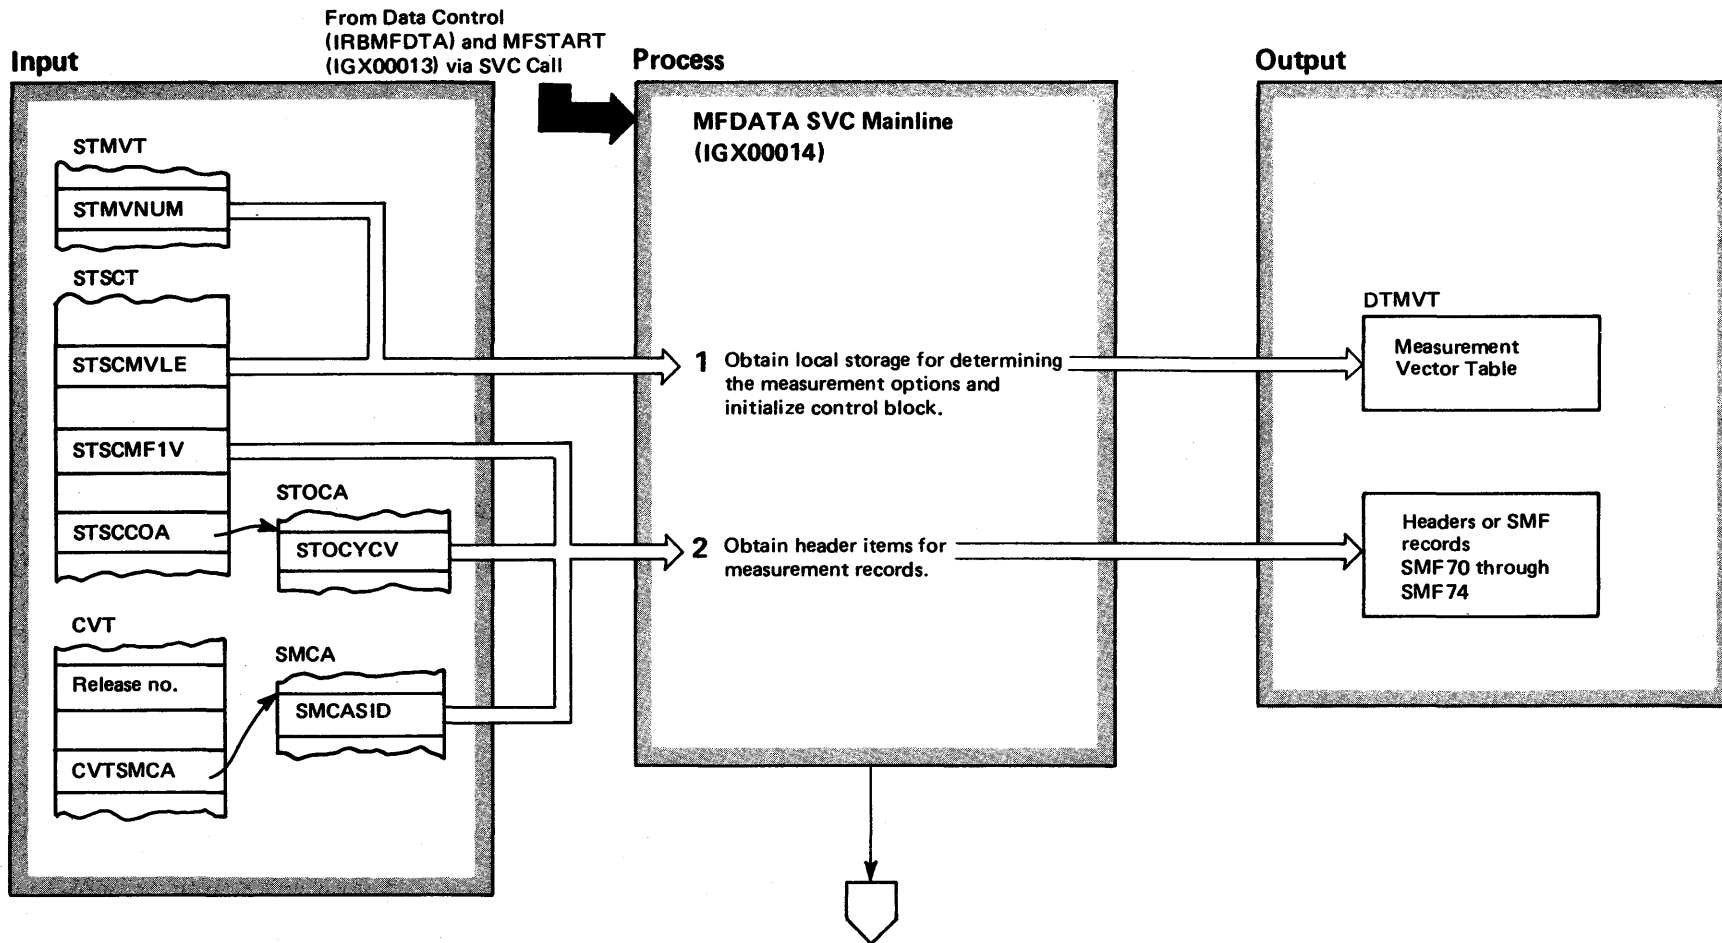 From Data Control
(IRBMFDTA) and MFSTART
(IGX00013) via SVC Call
Input
Process
Output
STMVT
STMVNUM
STSCT
STSCMVLE
STSCMF1V
STSCCOA
STOCA
STOCYCV
CVT
Release no.
CVTSMCA
SMCA
SMCASID
MFDATA SVC Mainline
(IGX00014)
1 Obtain local storage for determining
the measurement options and
initialize control block.
2 Obtain header items for
measurement records.
DTMVT
Measurement
Vector Table
Headers or SMF
records
SMF70 through
SMF74